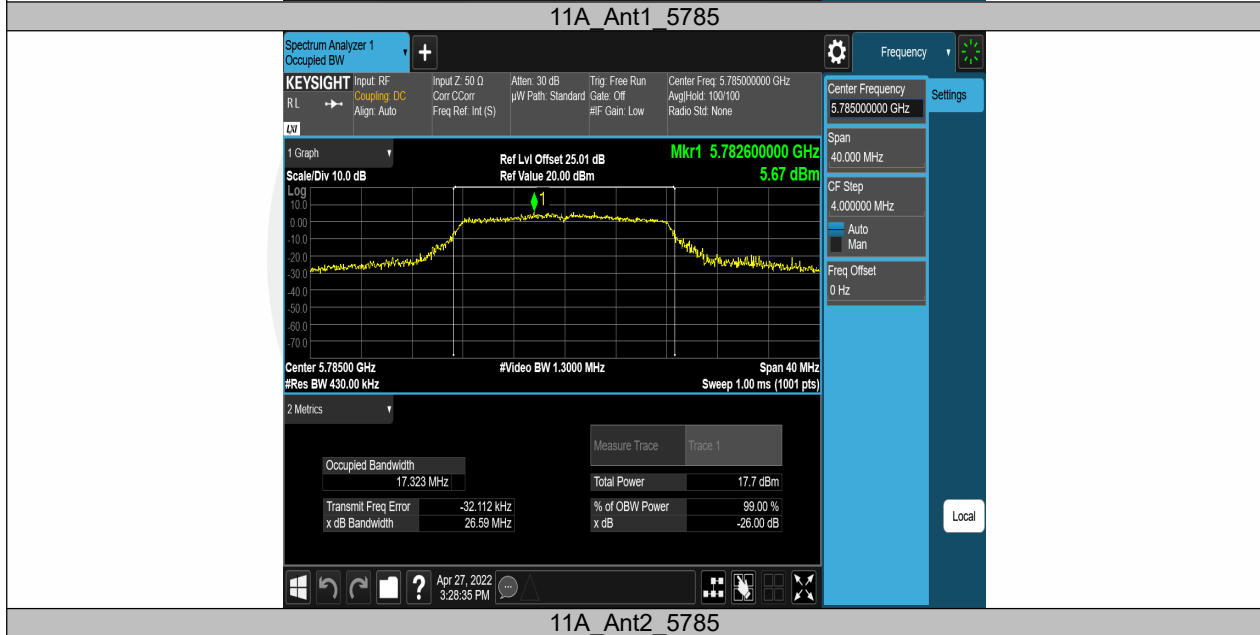 11A_Ant1_5785
Spectrum Analyzer 1
Occupied BW
+
Frequency
KEYSIGHT
RL
LXI
Input: RF
Coupling: DC
Align: Auto
Input Z: 50 Ω
Corr CCorr
Freq Ref: Int (S)
Atten: 30 dB
µW Path: Standard
Trig: Free Run
Gate: Off
#IF Gain: Low
Center Freq: 5.785000000 GHz
Avg|Hold: 100/100
Radio Std: None
Center Frequency
5.785000000 GHz
Settings
Span
40.000 MHz
CF Step
4.000000 MHz
Auto
Man
Freq Offset
0 Hz
1 Graph
Ref Lvl Offset 25.01 dB
Mkr1 5.782600000 GHz
Scale/Div 10.0 dB
Ref Value 20.00 dBm
5.67 dBm
Log
10.0
0.00
-10.0
-20.0
-30.0
-40.0
-50.0
-60.0
-70.0
1
Center 5.78500 GHz
#Video BW 1.3000 MHz
Span 40 MHz
#Res BW 430.00 kHz
Sweep 1.00 ms (1001 pts)
2 Metrics
Measure Trace
Trace 1
Occupied Bandwidth
17.323 MHz
Total Power
17.7 dBm
Transmit Freq Error
-32.112 kHz
% of OBW Power
99.00 %
x dB Bandwidth
26.59 MHz
x dB
-26.00 dB
Local
?
Apr 27, 2022
3:28:35 PM
11A_Ant2_5785